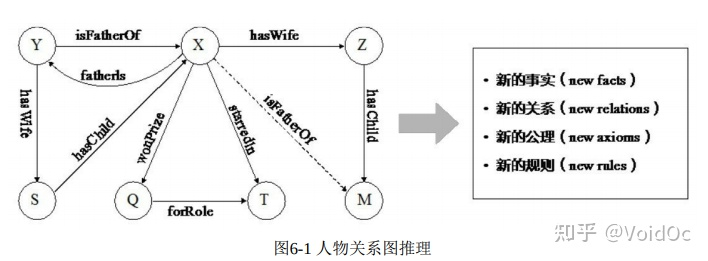 Y
isFatherOf
X
hasWife
Z
fatherIs
hasWife
hasChild
wonPrize
starredIn
isFatherOf
hasChild
S
Q
forRole
T
M
• 新的事实（new facts）
• 新的关系（new relations）
• 新的公理（new axioms）
• 新的规则（new rules）
知乎 @VoidOc
图6-1 人物关系图推理